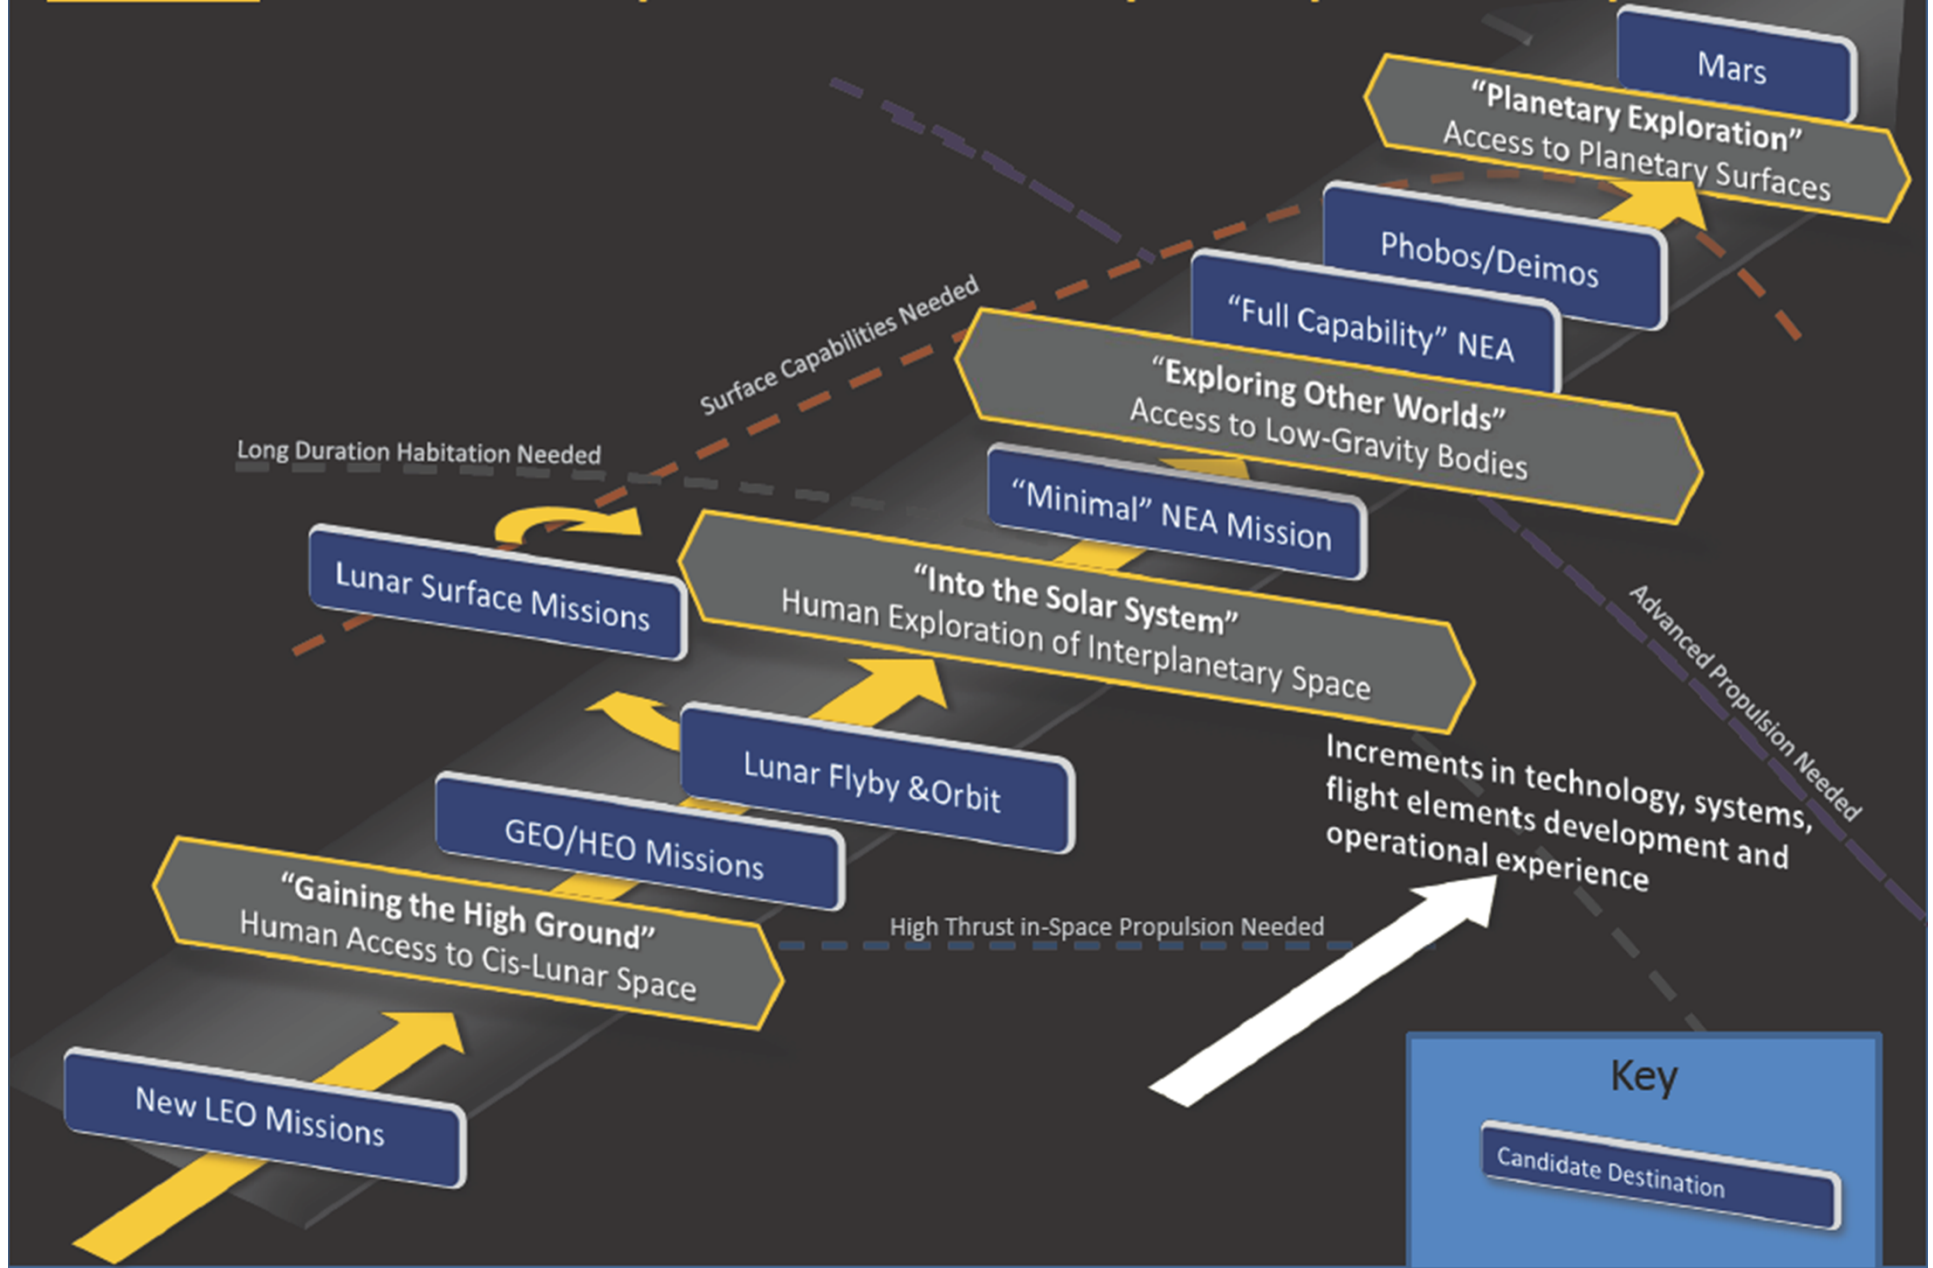 Mars
“Planetary Exploration”
Access to Planetary Surfaces
Phobos/Deimos
“Full Capability” NEA
“Exploring Other Worlds”
Access to Low-Gravity Bodies
Surface Capabilities Needed
Long Duration Habitation Needed
“Minimal” NEA Mission
Lunar Surface Missions
“Into the Solar System”
Human Exploration of Interplanetary Space
Advanced Propulsion Needed
Lunar Flyby &Orbit
GEO/HEO Missions
Increments in technology, systems,
flight elements development and
operational experience
“Gaining the High Ground”
Human Access to Cis-Lunar Space
High Thrust in-Space Propulsion Needed
New LEO Missions
Key
Candidate Destination